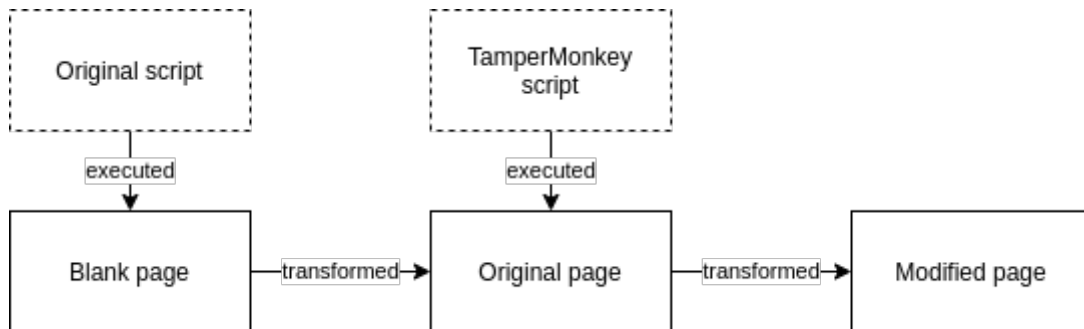 Original script
TamperMonkey
script
executed
executed
Blank page
transformed
Original page
transformed
Modified page